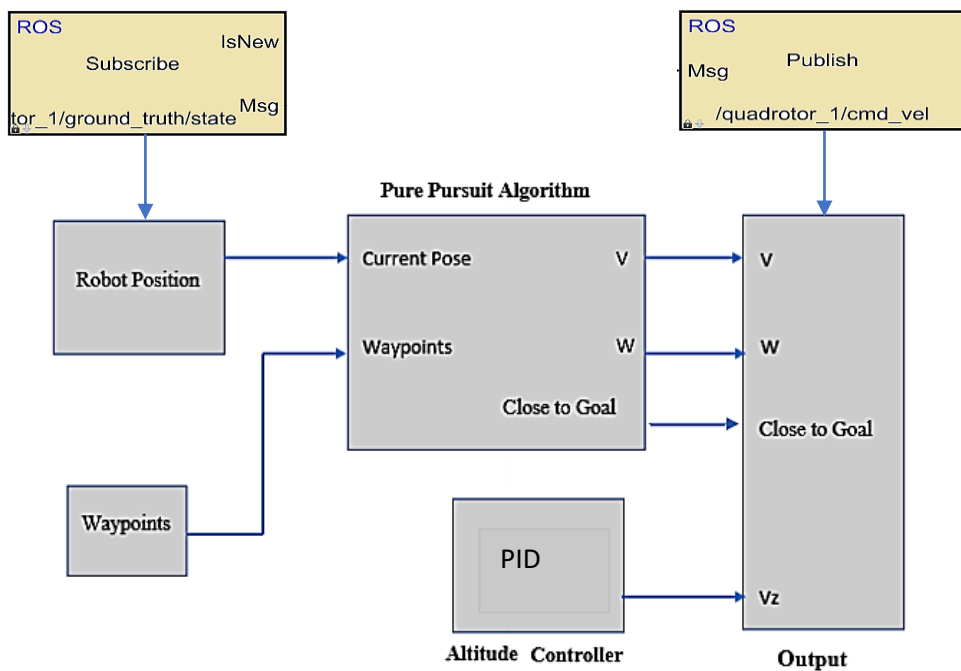 ROS
IsNew
Subscribe
Msg
tor_1/ground_truth/state
ROS
Publish
Msg
/quadrotor_1/cmd_vel
Pure Pursuit Algorithm
Robot Position
Current Pose
V
Waypoints
W
Close to Goal
V
W
Close to Goal
Waypoints
PID
Vz
Altitude Controller
Output